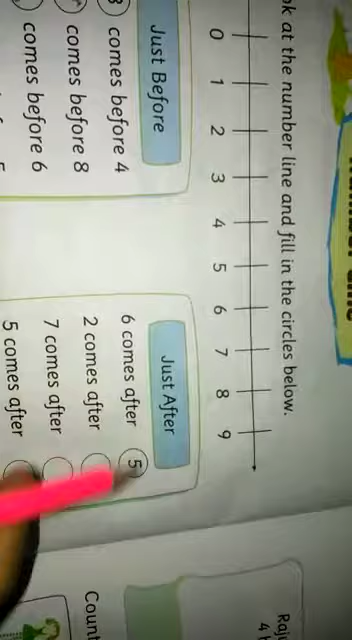 at the number line and fill in the circles below.
0 1 2 3 4 5 6 7 8 9
Just Before
3 comes before 4
comes before 8
comes before 6
Just After
6 comes after 5
2 comes after
7 comes after
5 comes after
Count
4